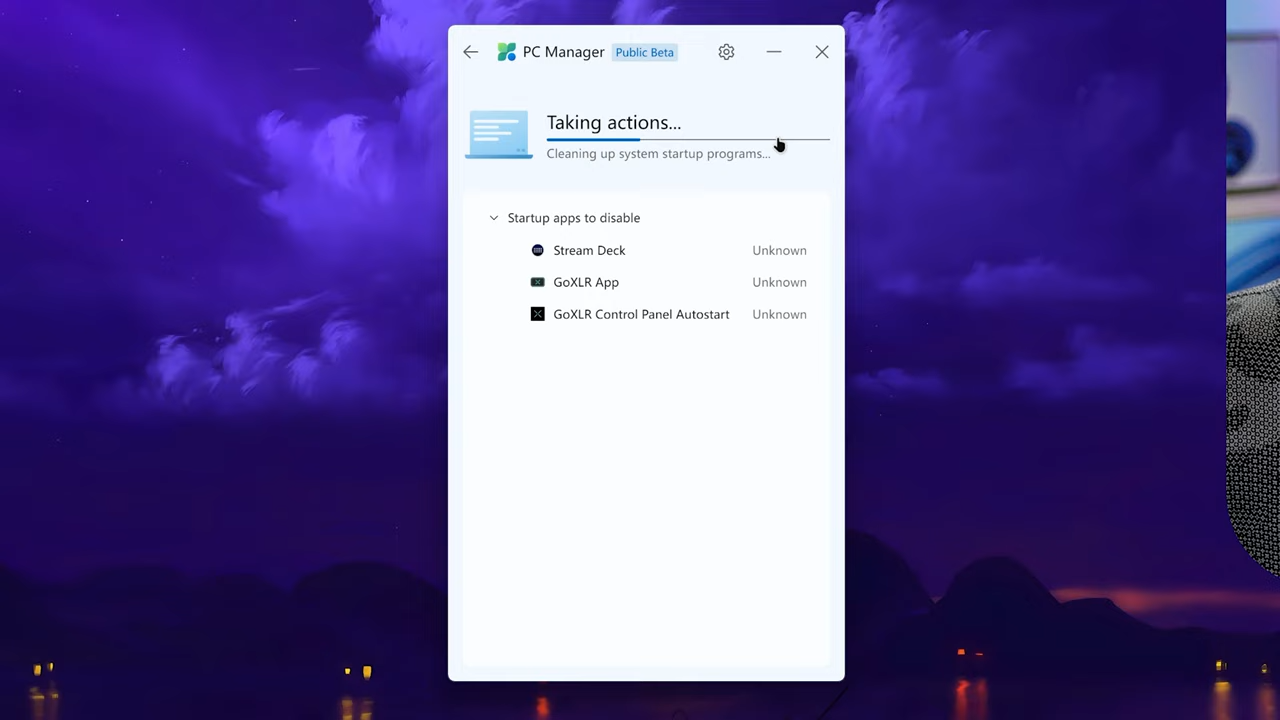 PC Manager Public Beta
Taking actions...
Cleaning up system startup programs...
Startup apps to disable
Stream Deck Unknown
GoXLR App Unknown
GoXLR Control Panel Autostart Unknown